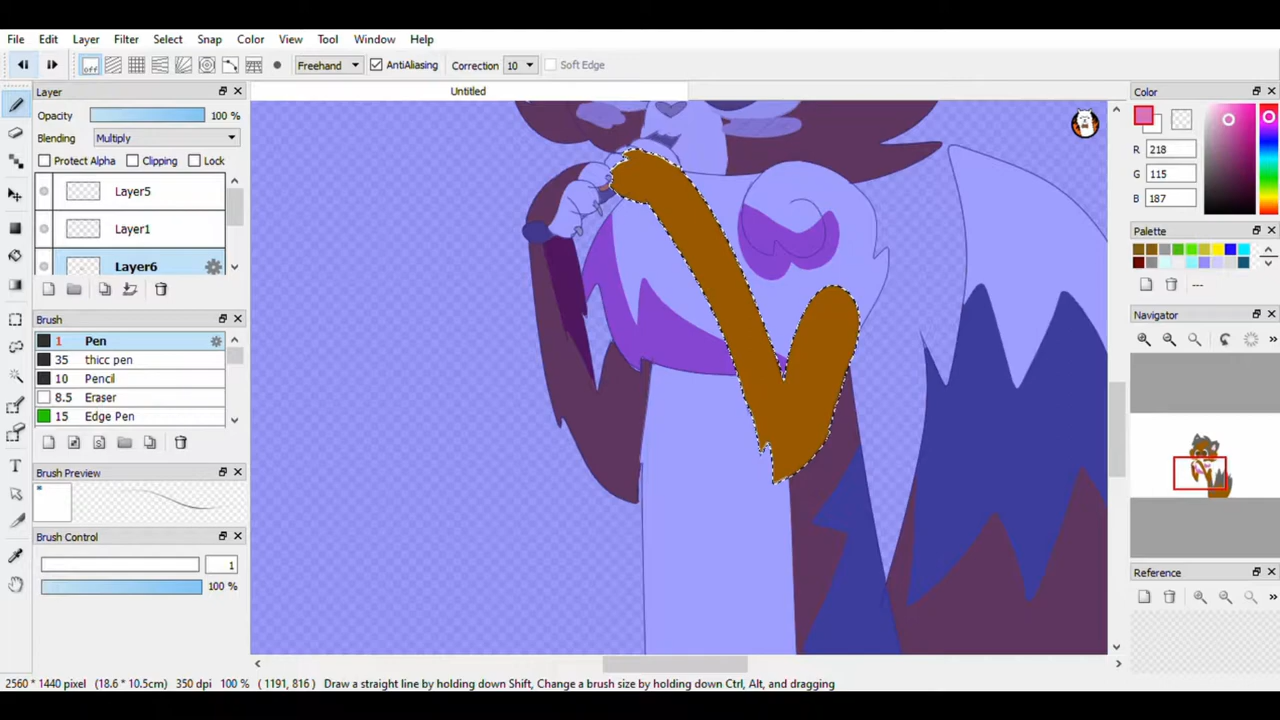 File Edit Layer Filter Select Snap Color View Tool Window Help
off Freehand AntiAliasing Correction 10 Soft Edge
Layer
Opacity 100 %
Blending Multiply
Protect Alpha Clipping Lock
Layer5
Layer1
Layer6
Brush
1 Pen
35 thicc pen
10 Pencil
8.5 Eraser
15 Edge Pen
Brush Preview
Brush Control
1
100 %
Untitled
Color
R 218
G 115
B 187
Palette
---
Navigator
Reference
2560 * 1440 pixel (18.6 * 10.5cm) 350 dpi 100 % ( 1191, 816 ) Draw a straight line by holding down Shift, Change a brush size by holding down Ctrl, Alt, and dragging